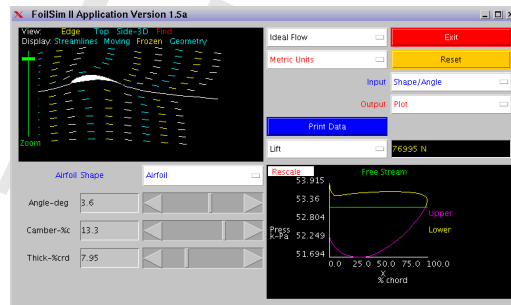 FoilSim II Application Version 1.5a
View: Edge Top Side-3D Find
Display: Streamlines Moving Frozen Geometry
Zoom
Ideal Flow
Exit
Metric Units
Reset
Input
Shape/Angle
Output
Plot
Print Data
Lift
76995 N
Airfoil Shape
Airfoil
Angle-deg
3.6
Camber-%c
13.3
Thick-%crd
7.95
Rescale
Free Stream
53.915
53.36
52.804
52.249
51.694
Press
k-Pa
Upper
Lower
0.0 25.0 50.0 75.0 100.0
X
% chord